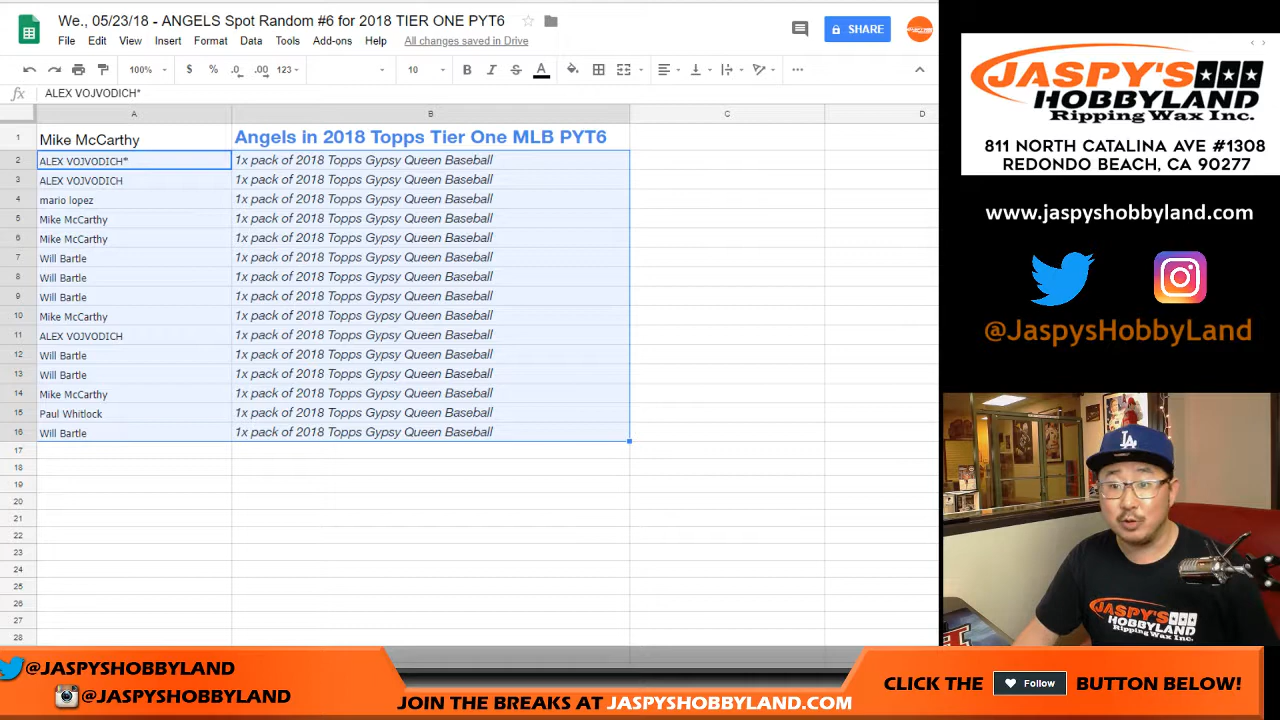 We., 05/23/18 - ANGELS Spot Random #6 for 2018 TIER ONE PYT6
File Edit View Insert Format Data Tools Add-ons Help All changes saved in Drive
SHARE
100% $ % .0 .00 123 10 B I S A
fx ALEX VOJVODICH*
A B C D
1 Mike McCarthy Angels in 2018 Topps Tier One MLB PYT6
2 ALEX VOJVODICH* 1x pack of 2018 Topps Gypsy Queen Baseball
3 ALEX VOJVODICH 1x pack of 2018 Topps Gypsy Queen Baseball
4 mario lopez 1x pack of 2018 Topps Gypsy Queen Baseball
5 Mike McCarthy 1x pack of 2018 Topps Gypsy Queen Baseball
6 Mike McCarthy 1x pack of 2018 Topps Gypsy Queen Baseball
7 Will Bartle 1x pack of 2018 Topps Gypsy Queen Baseball
8 Will Bartle 1x pack of 2018 Topps Gypsy Queen Baseball
9 Will Bartle 1x pack of 2018 Topps Gypsy Queen Baseball
10 Mike McCarthy 1x pack of 2018 Topps Gypsy Queen Baseball
11 ALEX VOJVODICH 1x pack of 2018 Topps Gypsy Queen Baseball
12 Will Bartle 1x pack of 2018 Topps Gypsy Queen Baseball
13 Will Bartle 1x pack of 2018 Topps Gypsy Queen Baseball
14 Mike McCarthy 1x pack of 2018 Topps Gypsy Queen Baseball
15 Paul Whitlock 1x pack of 2018 Topps Gypsy Queen Baseball
16 Will Bartle 1x pack of 2018 Topps Gypsy Queen Baseball
17
18
19
20
21
22
23
24
25
26
27
28
JASPY'S
HOBBYLAND
Ripping Wax Inc.
811 NORTH CATALINA AVE #1308
REDONDO BEACH, CA 90277
www.jaspyshobbyland.com
@JaspysHobbyLand
LA
JASPY'S
HOBBYLAND
Ripping Wax Inc.
@JASPYSHOBBYLAND
@JASPYSHOBBYLAND
JOIN THE BREAKS AT JASPYSHOBBYLAND.COM
CLICK THE Follow BUTTON BELOW!